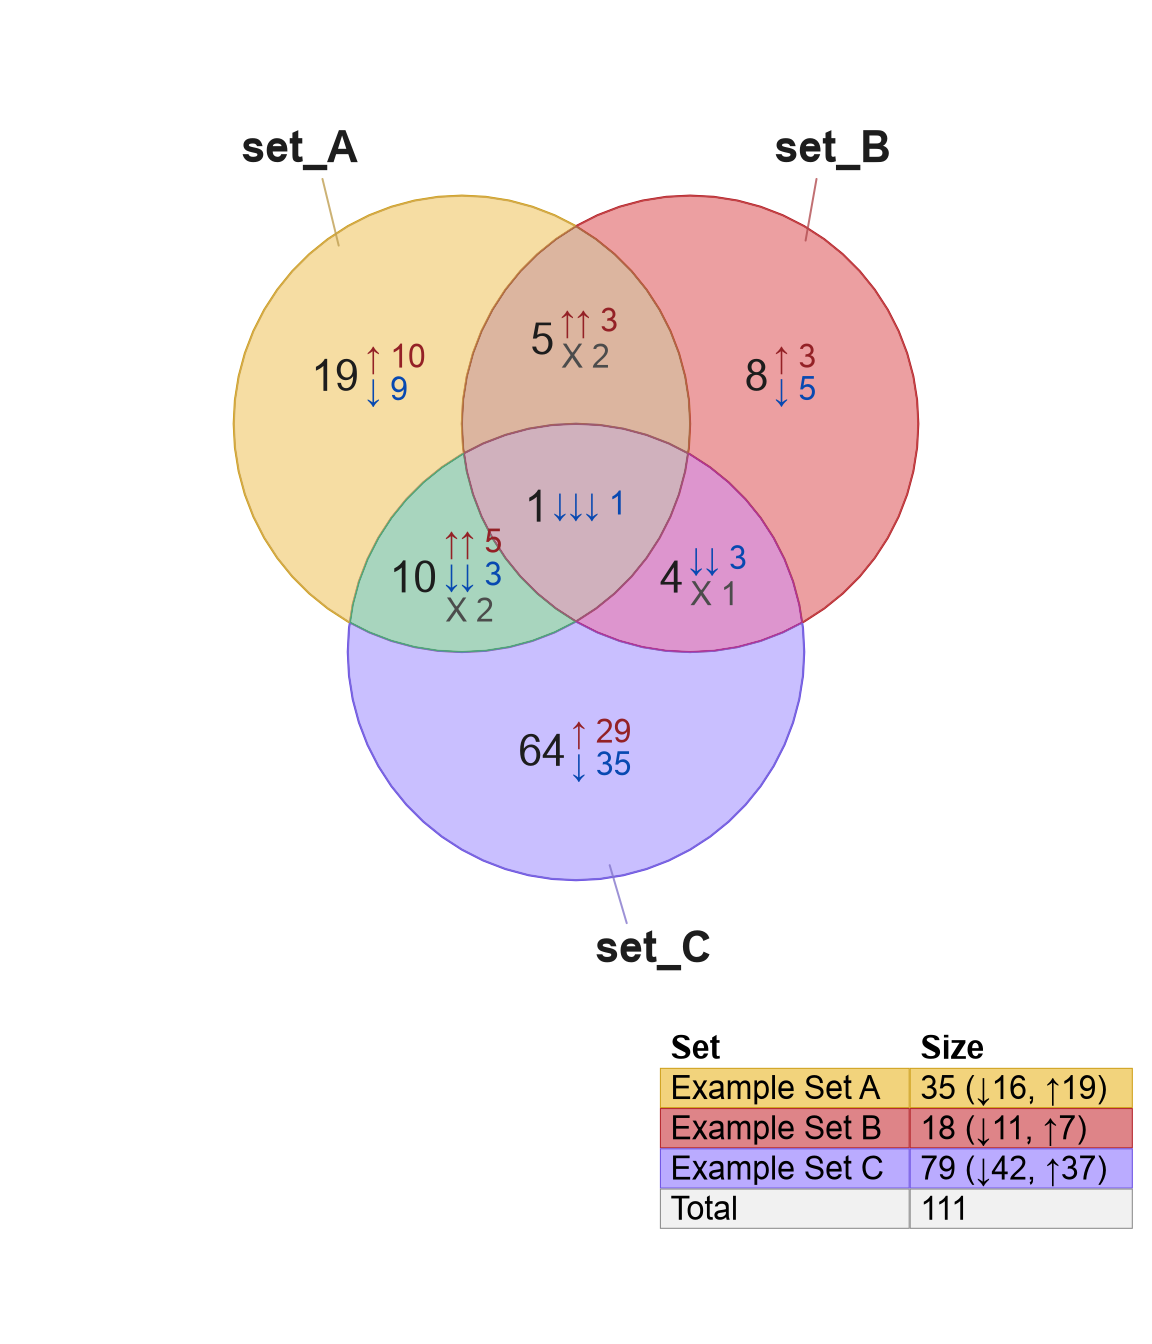 set_A
set_B
5 ↑↑ 3
X 2
19 ↑ 10
↓ 9
8 ↑ 3
↓ 5
1 ↓↓↓ 1
10 ↑↑ 5
↓↓ 3
X 2
4 ↓↓ 3
X 1
64 ↑ 29
↓ 35
set_C
Set Size
Example Set A 35 (↓16, ↑19)
Example Set B 18 (↓11, ↑7)
Example Set C 79 (↓42, ↑37)
Total 111